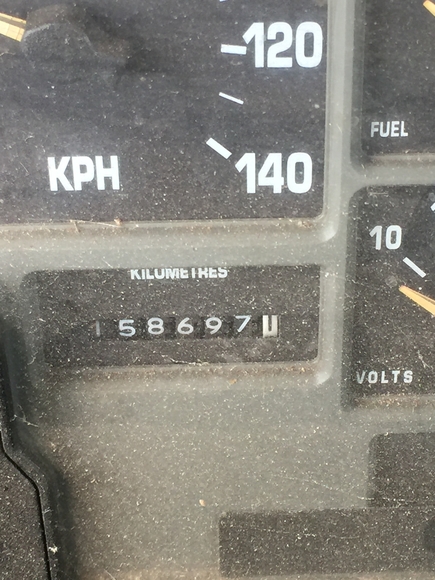 120
140
KPH
FUEL
10
KILOMETRES
158697
VOLTS